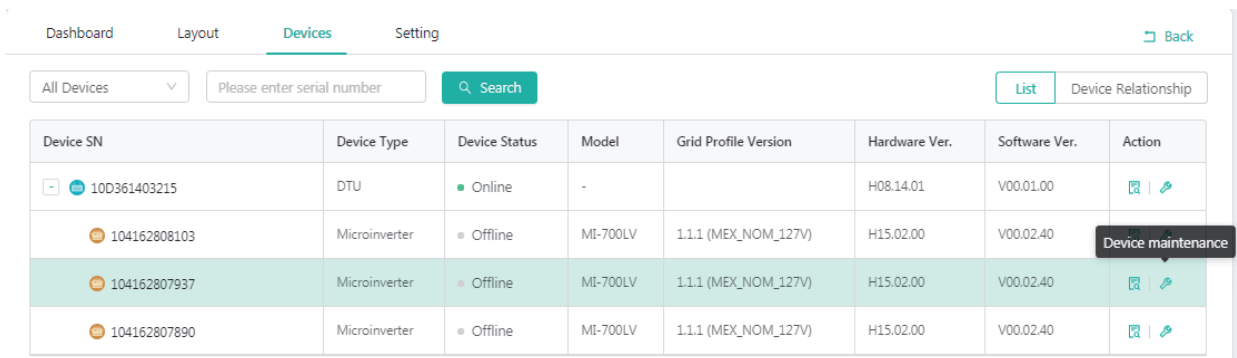 Dashboard Layout Devices Setting Back
All Devices Please enter serial number Search List Device Relationship
Device SN Device Type Device Status Model Grid Profile Version Hardware Ver. Software Ver. Action
10D361403215 DTU Online - H08.14.01 V00.01.00
104162808103 Microinverter Offline MI-700LV 1.1.1 (MEX_NOM_127V) H15.02.00 V00.02.40
Device maintenance
104162807937 Microinverter Offline MI-700LV 1.1.1 (MEX_NOM_127V) H15.02.00 V00.02.40
104162807890 Microinverter Offline MI-700LV 1.1.1 (MEX_NOM_127V) H15.02.00 V00.02.40